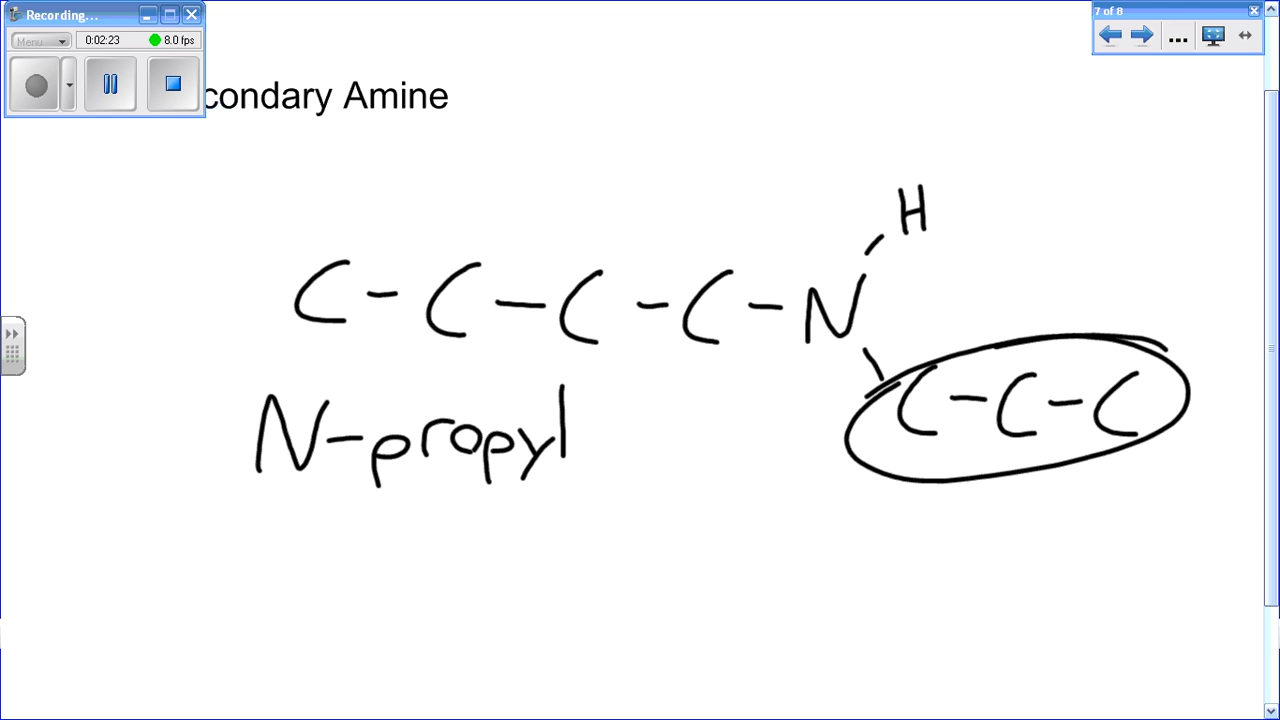 Recording...
7 of 8
Menu
0:02:23
8.0 fps
...
condary Amine
H
C - C - C - C - N
C - C - C
N-propyl